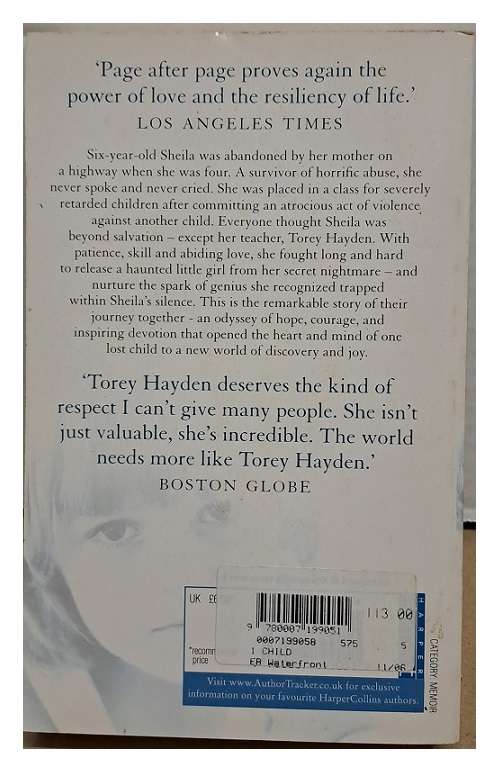 ‘Page after page proves again the
power of love and the resiliency of life.’
LOS ANGELES TIMES
Six-year-old Sheila was abandoned by her mother on
a highway when she was four. A survivor of horrific abuse, she
never spoke and never cried. She was placed in a class for severely
retarded children after committing an atrocious act of violence
against another child. Everyone thought Sheila was
beyond salvation – except her teacher, Torey Hayden. With
patience, skill and abiding love, she fought long and hard
to release a haunted little girl from her secret nightmare – and
nurture the spark of genius she recognized trapped
within Sheila’s silence. This is the remarkable story of their
journey together - an odyssey of hope, courage, and
inspiring devotion that opened the heart and mind of one
lost child to a new world of discovery and joy.
‘Torey Hayden deserves the kind of
respect I can’t give many people. She isn’t
just valuable, she’s incredible. The world
needs more like Torey Hayden.’
BOSTON GLOBE
UK £6
113 00
9 780007 199051
0007199058 575 5
*recomm
price
1 CHILD
EB Waterfront 11/06
HARPER
CATEGORY: MEMOIR
Visit www.AuthorTracker.co.uk for exclusive
information on your favourite HarperCollins authors.